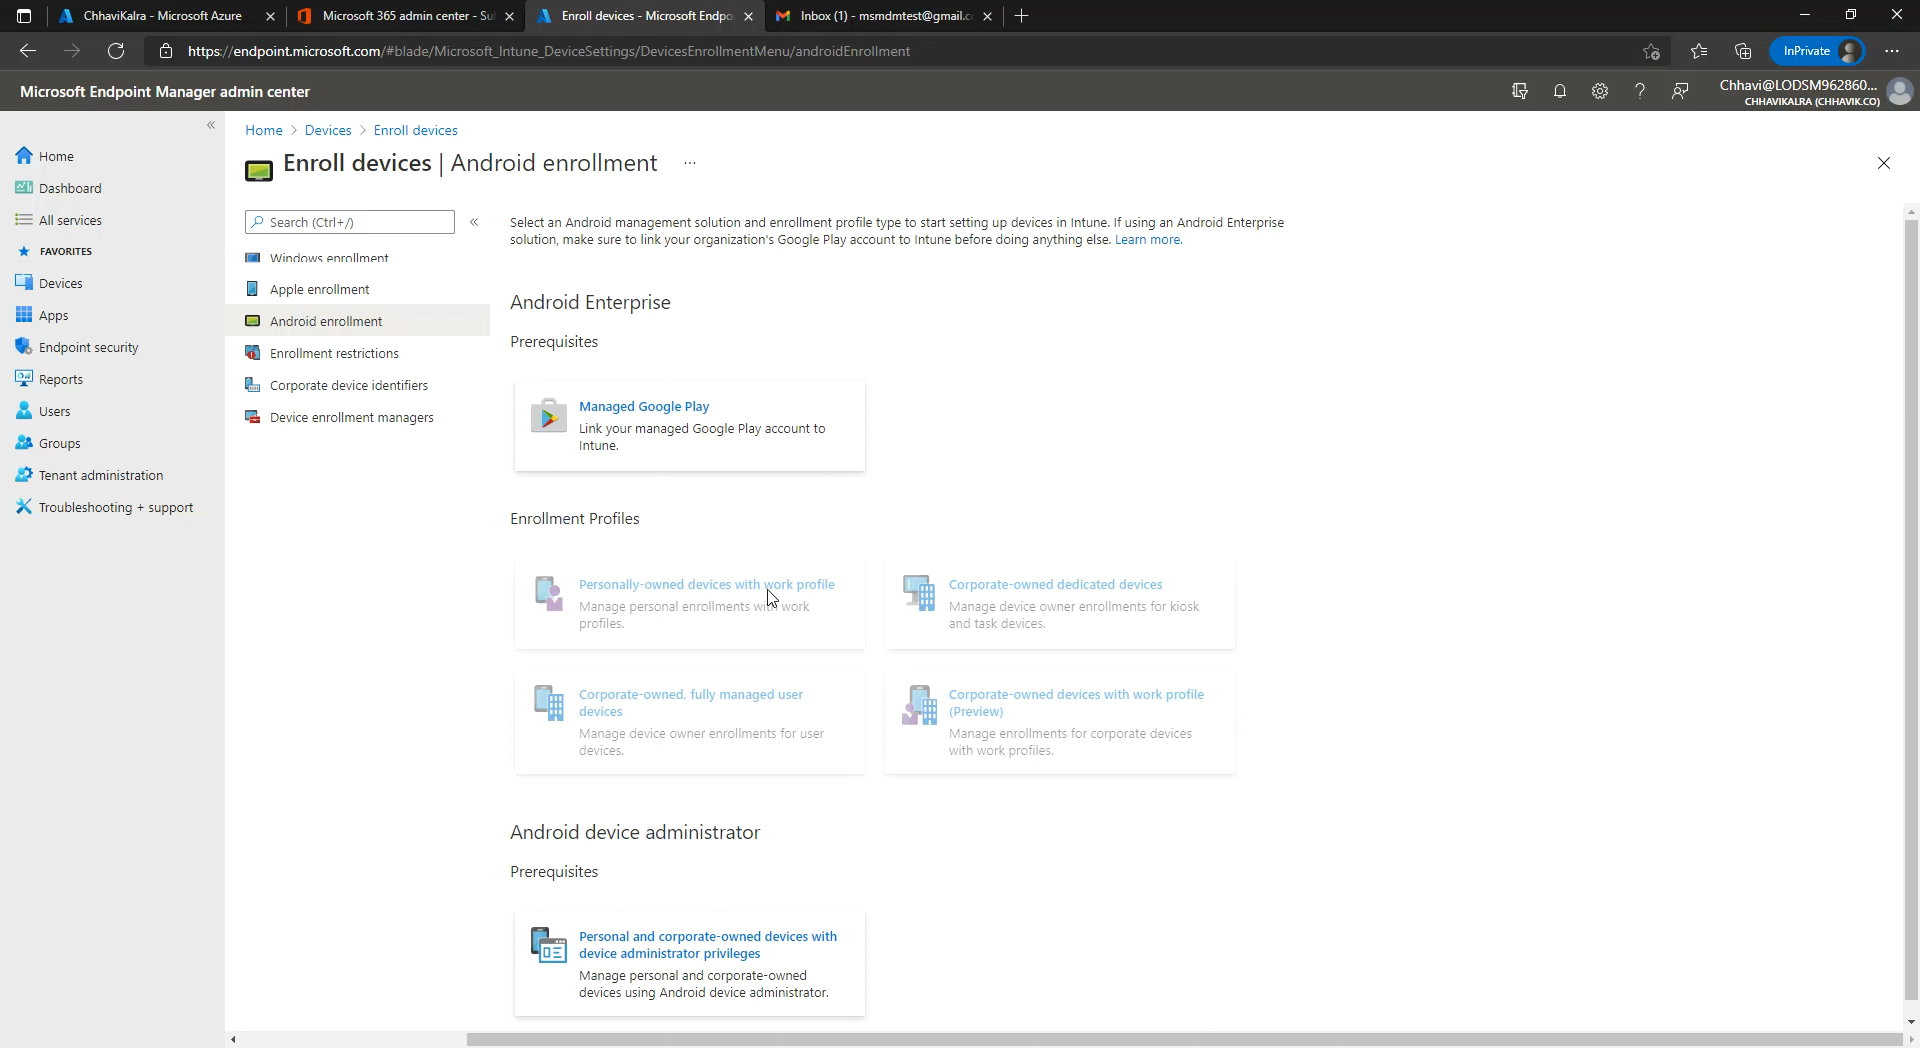 ChhaviKalra - Microsoft Azure
Microsoft 365 admin center - Su
Enroll devices - Microsoft Endpo
Inbox (1) - msmdmtest@gmail.c
https://endpoint.microsoft.com/#blade/Microsoft_Intune_DeviceSettings/DevicesEnrollmentMenu/androidEnrollment
InPrivate
Microsoft Endpoint Manager admin center
Chhavi@LODSM962860...
CHHAVIKALRA (CHHAVIK.CO)
Home
Dashboard
All services
FAVORITES
Devices
Apps
Endpoint security
Reports
Users
Groups
Tenant administration
Troubleshooting + support
Home > Devices > Enroll devices
Enroll devices | Android enrollment ...
Search (Ctrl+/)
Windows enrollment
Apple enrollment
Android enrollment
Enrollment restrictions
Corporate device identifiers
Device enrollment managers
Select an Android management solution and enrollment profile type to start setting up devices in Intune. If using an Android Enterprise
solution, make sure to link your organization's Google Play account to Intune before doing anything else. Learn more.
Android Enterprise
Prerequisites
Managed Google Play
Link your managed Google Play account to
Intune.
Enrollment Profiles
Personally-owned devices with work profile
Manage personal enrollments with work
profiles.
Corporate-owned dedicated devices
Manage device owner enrollments for kiosk
and task devices.
Corporate-owned, fully managed user
devices
Manage device owner enrollments for user
devices.
Corporate-owned devices with work profile
(Preview)
Manage enrollments for corporate devices
with work profiles.
Android device administrator
Prerequisites
Personal and corporate-owned devices with
device administrator privileges
Manage personal and corporate-owned
devices using Android device administrator.